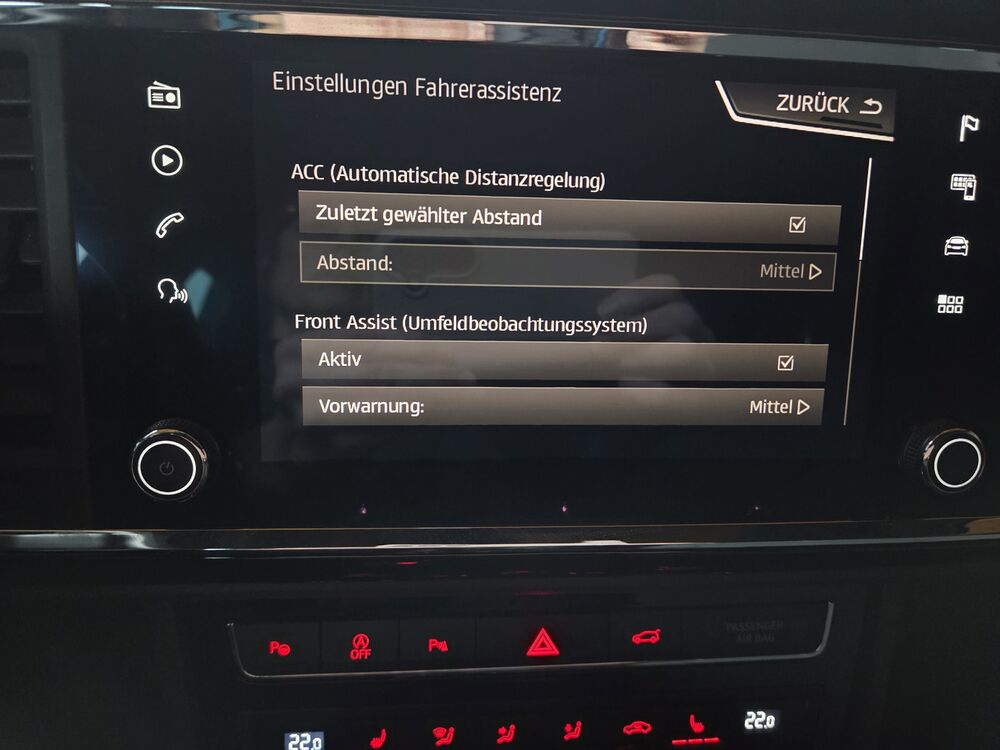 Einstellungen Fahrerassistenz
ZURÜCK
ACC (Automatische Distanzregelung)
Zuletzt gewählter Abstand
Abstand:
Mittel
Front Assist (Umfeldbeobachtungssystem)
Aktiv
Vorwarnung:
Mittel
P
A
OFF
P
PASSENGER
AIR BAG
22.0
22.0